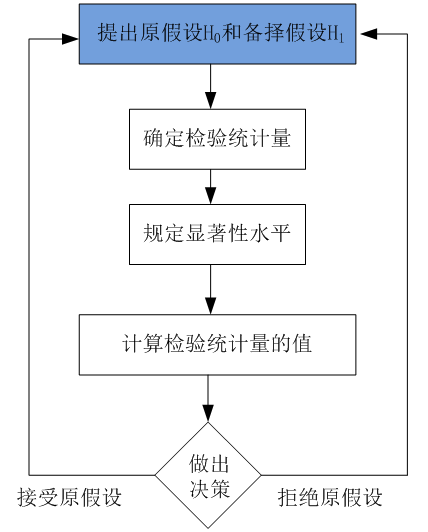 提出原假设H₀和备择假设H₁
确定检验统计量
规定显著性水平
计算检验统计量的值
做出
决策
接受原假设
拒绝原假设